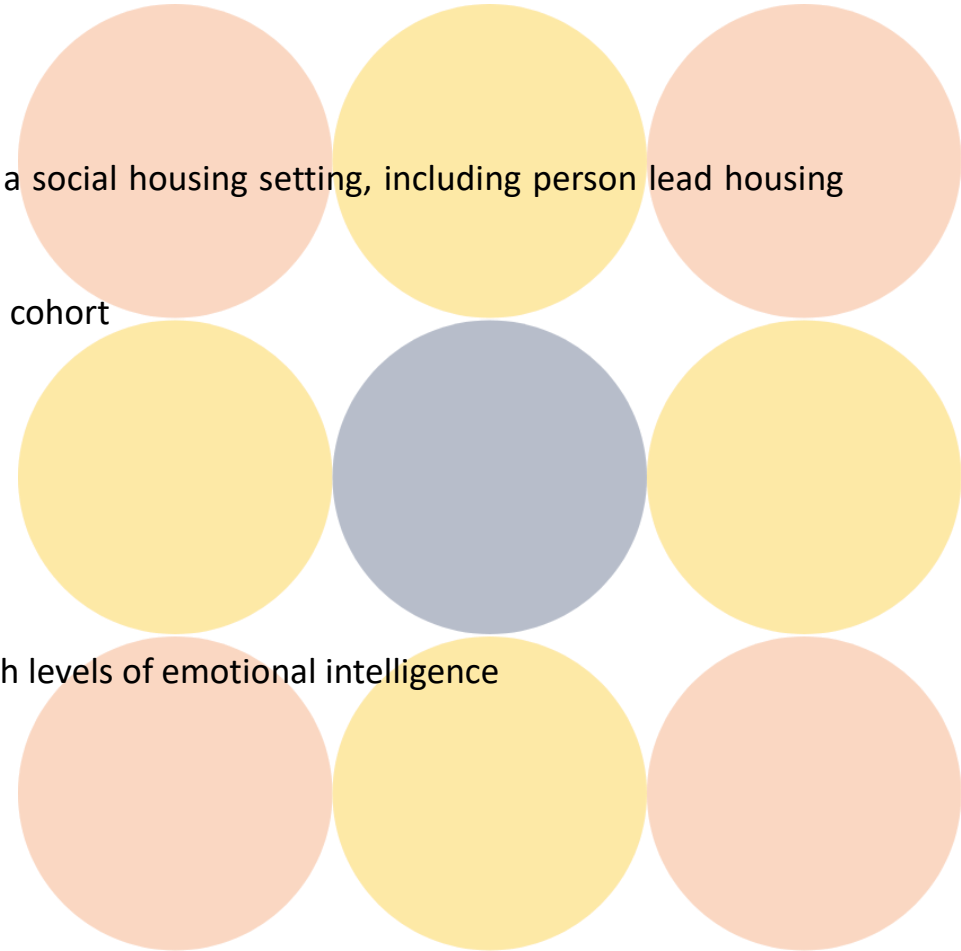 a social housing setting, including person lead housing
cohort
h levels of emotional intelligence